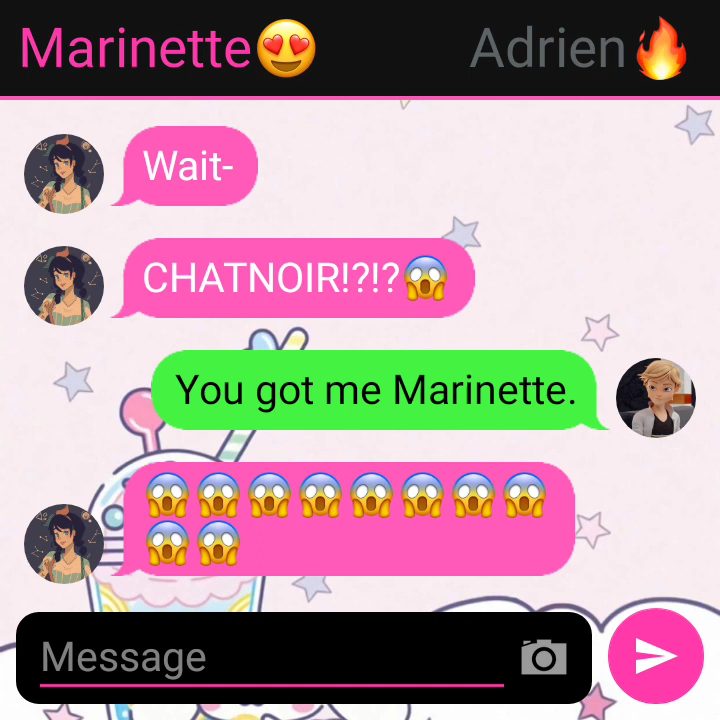 Marinette😍 Adrien🔥
Wait-
CHATNOIR!?!?😱
You got me Marinette.
😱😱😱😱😱😱😱😱
😱😱
Message